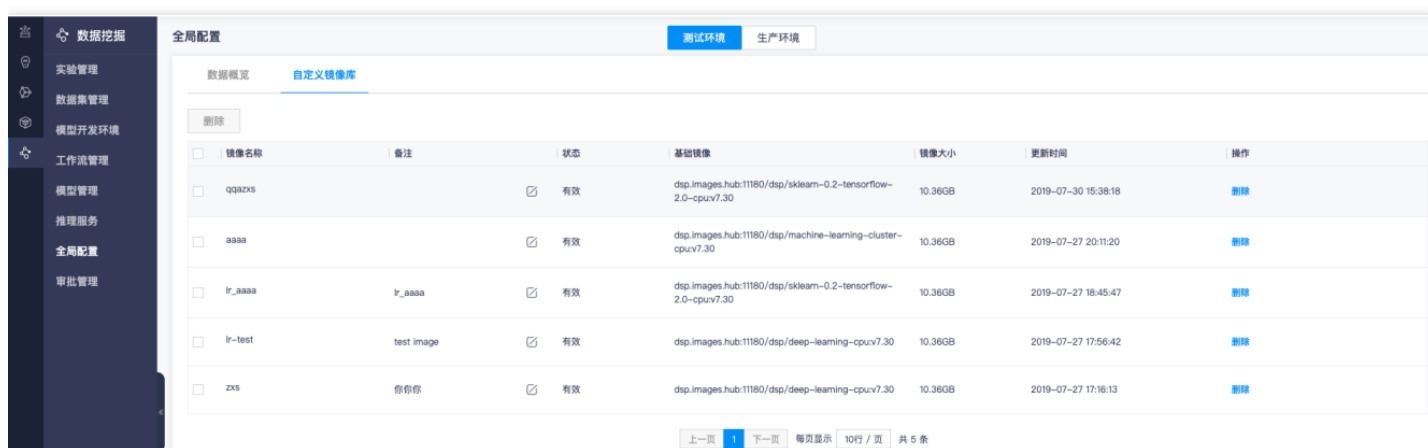 数据挖掘
实验管理
数据集管理
模型开发环境
工作流管理
模型管理
推理服务
全局配置
审批管理
全局配置 测试环境 生产环境
数据概览 自定义镜像库
删除
镜像名称 备注 状态 基础镜像 镜像大小 更新时间 操作
qqazxs 有效 dsp.images.hub:11180/dsp/sklearn-0.2-tensorflow-
2.0-cpu:v7.30 10.36GB 2019-07-30 15:38:18 删除
aaaa 有效 dsp.images.hub:11180/dsp/machine-learning-cluster-
cpu:v7.30 10.36GB 2019-07-27 20:11:20 删除
lr_aaaa lr_aaaa 有效 dsp.images.hub:11180/dsp/sklearn-0.2-tensorflow-
2.0-cpu:v7.30 10.36GB 2019-07-27 18:45:47 删除
lr-test test image 有效 dsp.images.hub:11180/dsp/deep-learning-cpu:v7.30 10.36GB 2019-07-27 17:56:42 删除
zxs 你你你 有效 dsp.images.hub:11180/dsp/deep-learning-cpu:v7.30 10.36GB 2019-07-27 17:16:13 删除
上一页 1 下一页 每页显示 10行 / 页 共 5 条